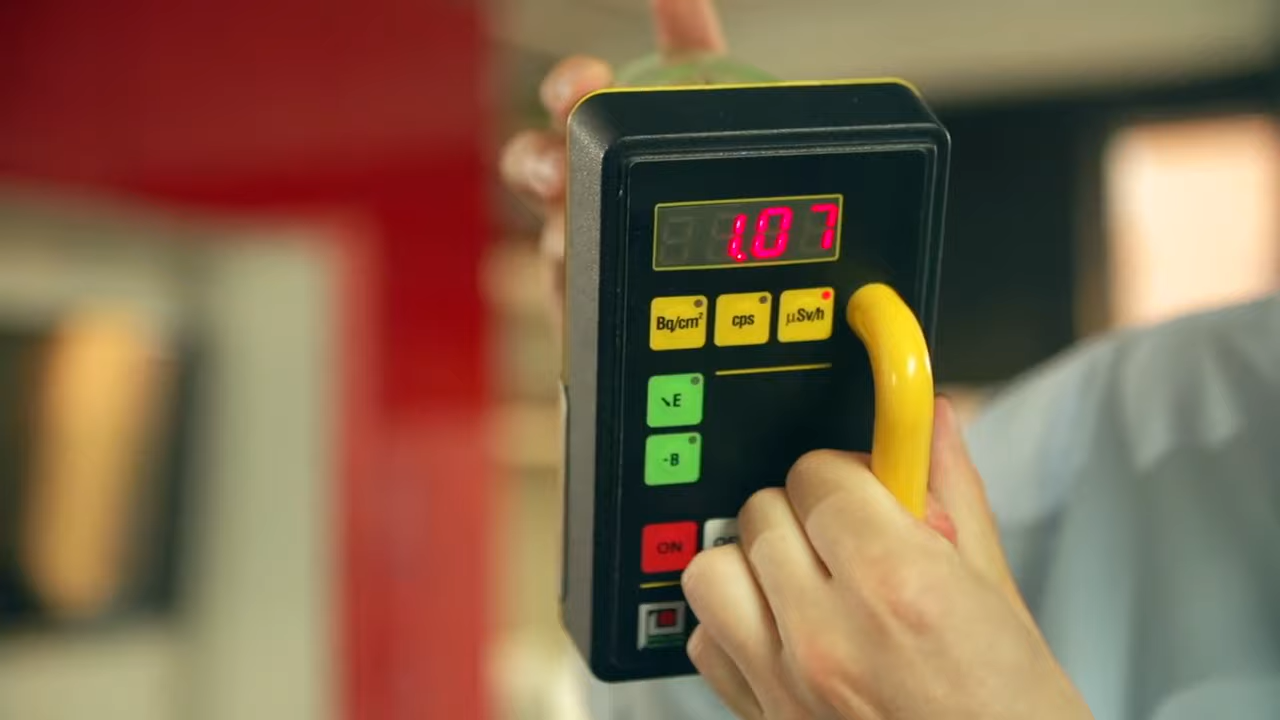 1.07
Bq/cm² cps μSv/h
E
-B
ON